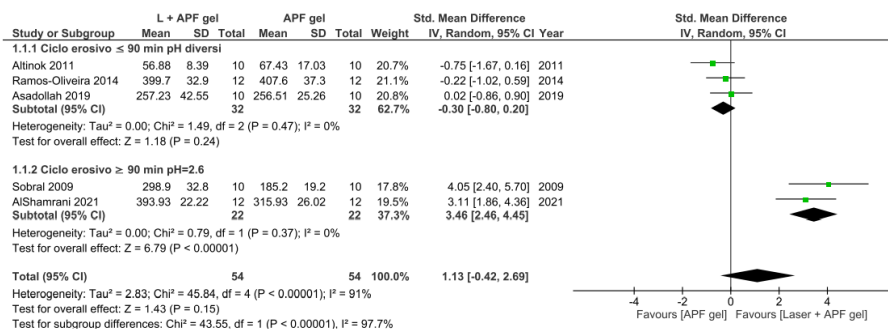 L + APF gel APF gel Std. Mean Difference Std. Mean Difference
Study or Subgroup Mean SD Total Mean SD Total Weight IV, Random, 95% CI Year IV, Random, 95% CI
1.1.1 Ciclo erosivo ≤ 90 min pH diversi
Altinok 2011 56.88 8.39 10 67.43 17.03 10 20.7% -0.75 [-1.67, 0.16] 2011
Ramos-Oliveira 2014 399.7 32.9 12 407.6 37.3 12 21.1% -0.22 [-1.02, 0.59] 2014
Asadollah 2019 257.23 42.55 10 256.51 25.26 10 20.8% 0.02 [-0.86, 0.90] 2019
Subtotal (95% CI) 32 32 62.7% -0.30 [-0.80, 0.20]
Heterogeneity: Tau² = 0.00; Chi² = 1.49, df = 2 (P = 0.47); I² = 0%
Test for overall effect: Z = 1.18 (P = 0.24)
1.1.2 Ciclo erosivo ≥ 90 min pH=2.6
Sobral 2009 298.9 32.8 10 185.2 19.2 10 17.8% 4.05 [2.40, 5.70] 2009
AlShamrani 2021 393.93 22.22 12 315.93 26.02 12 19.5% 3.11 [1.86, 4.36] 2021
Subtotal (95% CI) 22 22 37.3% 3.46 [2.46, 4.45]
Heterogeneity: Tau² = 0.00; Chi² = 0.79, df = 1 (P = 0.37); I² = 0%
Test for overall effect: Z = 6.79 (P < 0.00001)
Total (95% CI) 54 54 100.0% 1.13 [-0.42, 2.69]
Heterogeneity: Tau² = 2.83; Chi² = 45.84, df = 4 (P < 0.00001); I² = 91%
Test for overall effect: Z = 1.43 (P = 0.15)
Test for subgroup differences: Chi² = 43.55, df = 1 (P < 0.00001), I² = 97.7%
-4 -2 0 2 4
Favours [APF gel] Favours [Laser + APF gel]